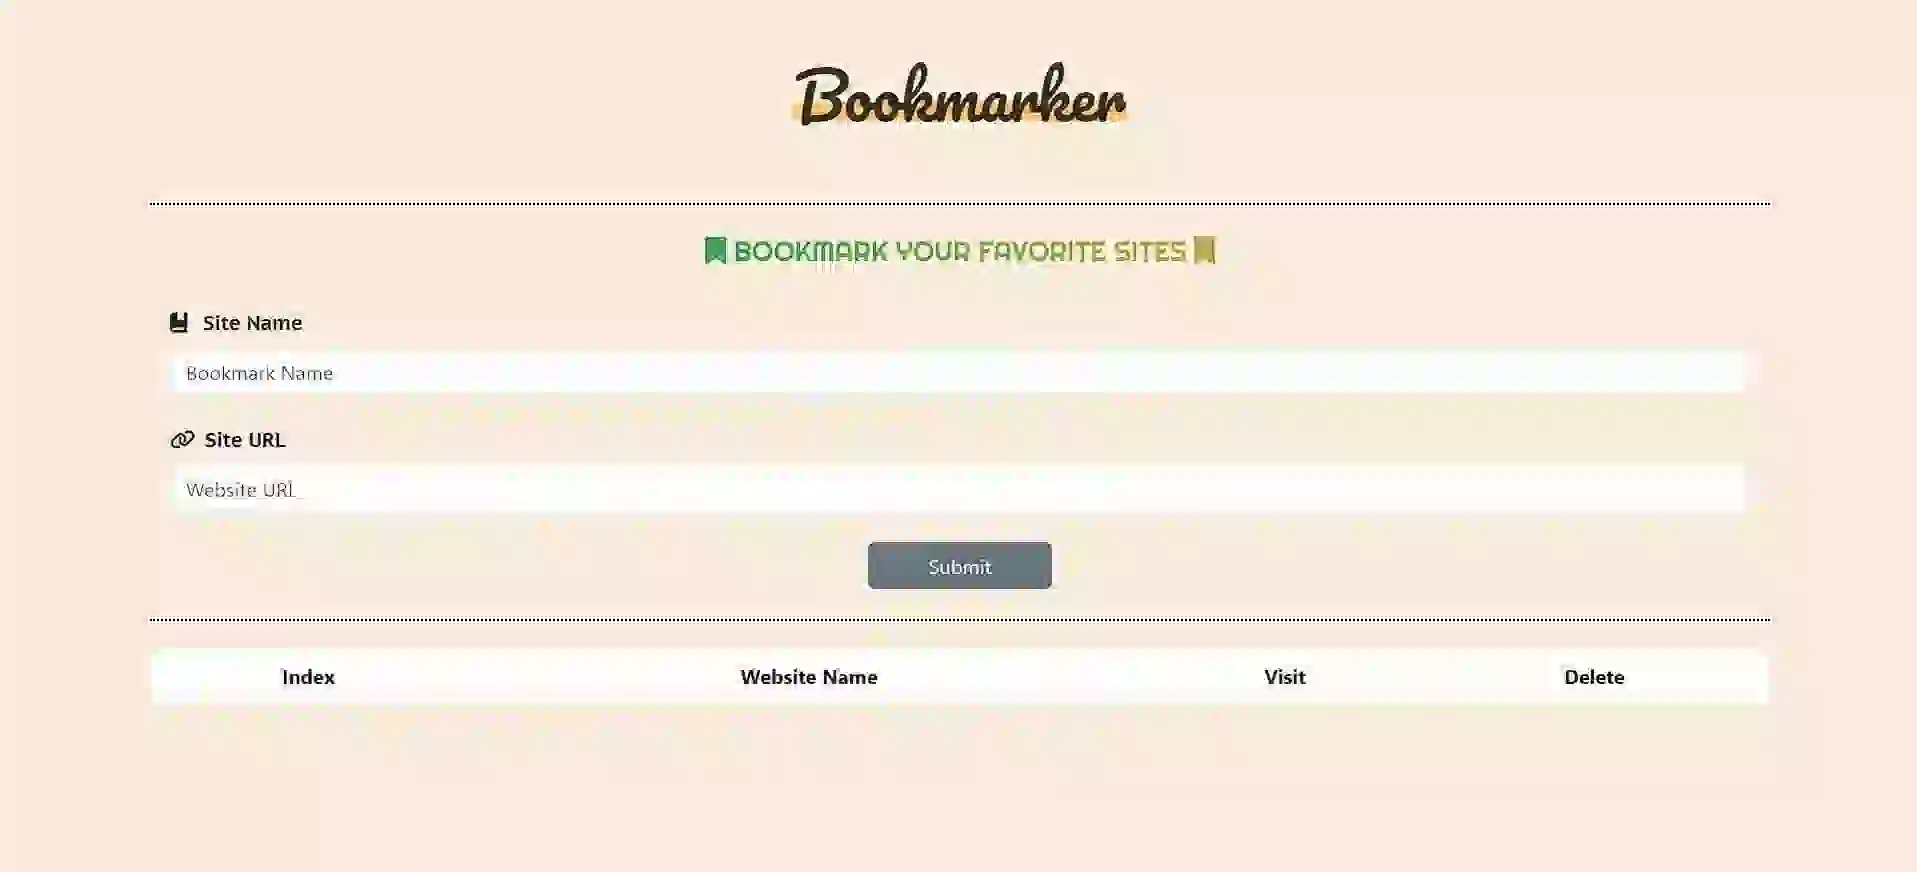 Bookmarker
BOOKMARK YOUR FAVORITE SITES
Site Name
Bookmark Name
Site URL
Website URL
Submit
Index Website Name Visit Delete